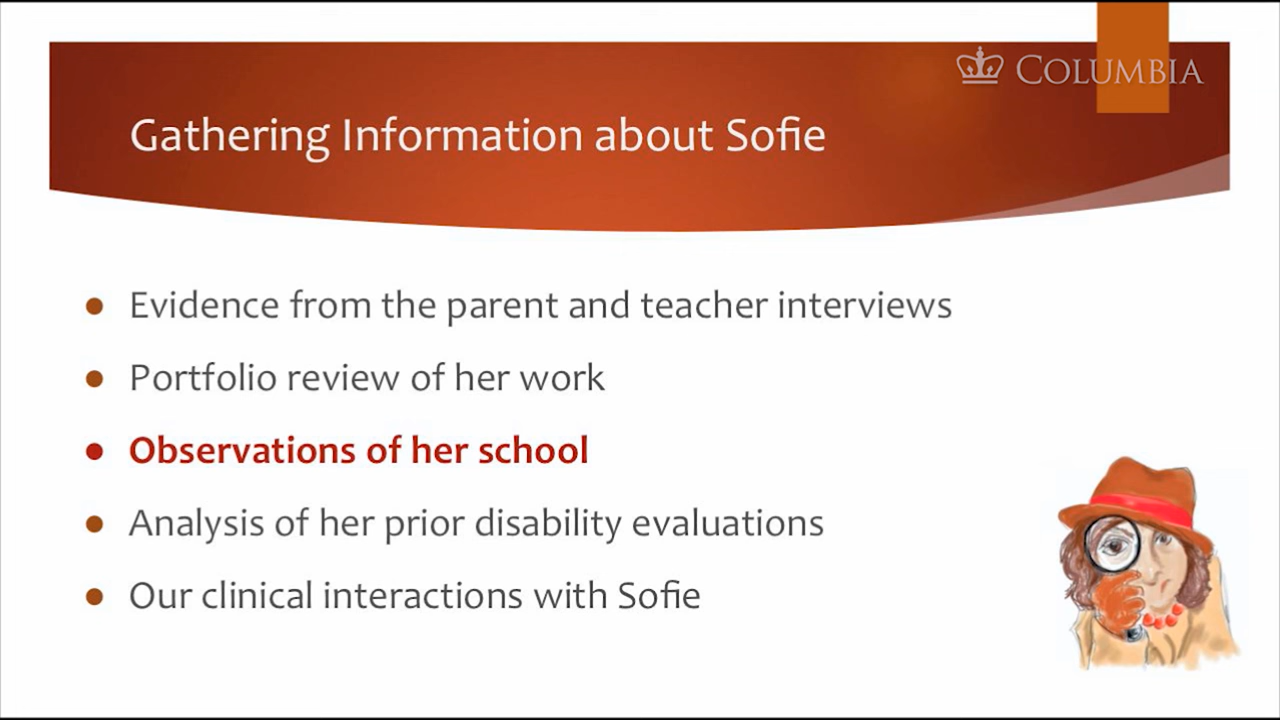 COLUMBIA
Gathering Information about Sofie
Evidence from the parent and teacher interviews
Portfolio review of her work
Observations of her school
Analysis of her prior disability evaluations
Our clinical interactions with Sofie